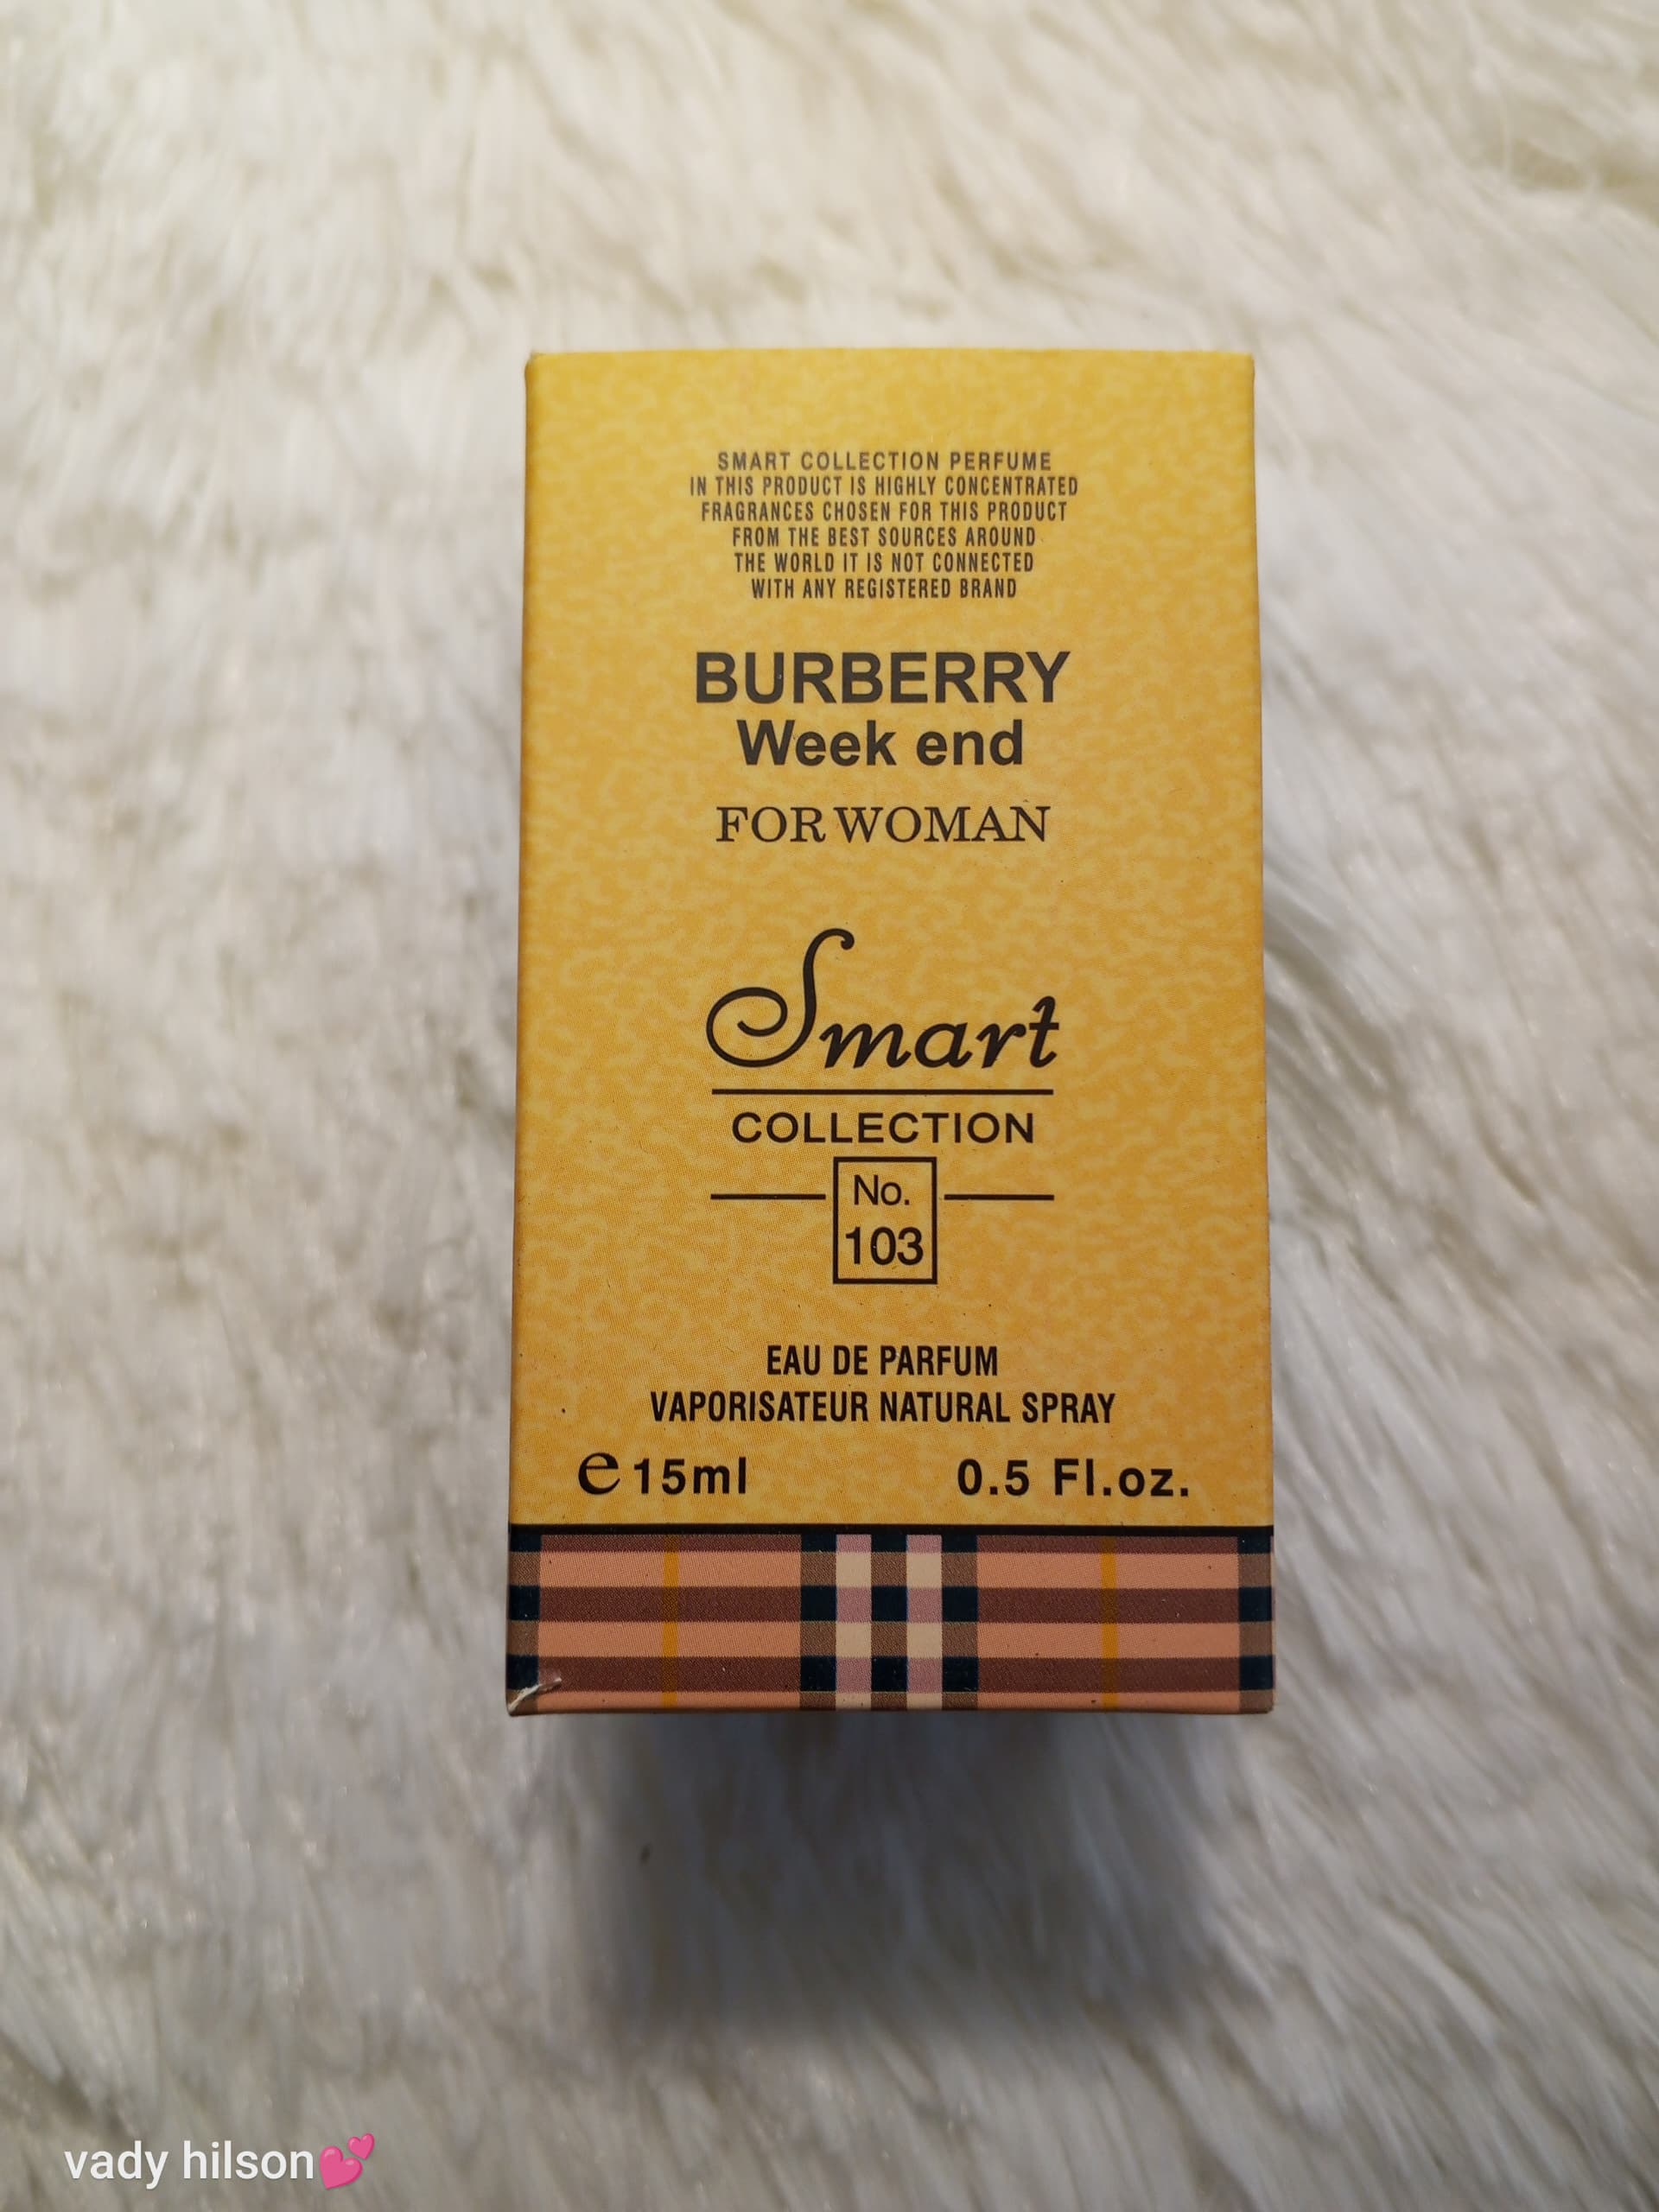 SMART COLLECTION PERFUME
IN THIS PRODUCT IS HIGHLY CONCENTRATED
FRAGRANCES CHOSEN FOR THIS PRODUCT
FROM THE BEST SOURCES AROUND
THE WORLD IT IS NOT CONNECTED
WITH ANY REGISTERED BRAND
BURBERRY
Week end
FOR WOMAN
Smart
COLLECTION
No.
103
EAU DE PARFUM
VAPORISATEUR NATURAL SPRAY
e 15ml 0.5 Fl.oz.
vady hilson💕